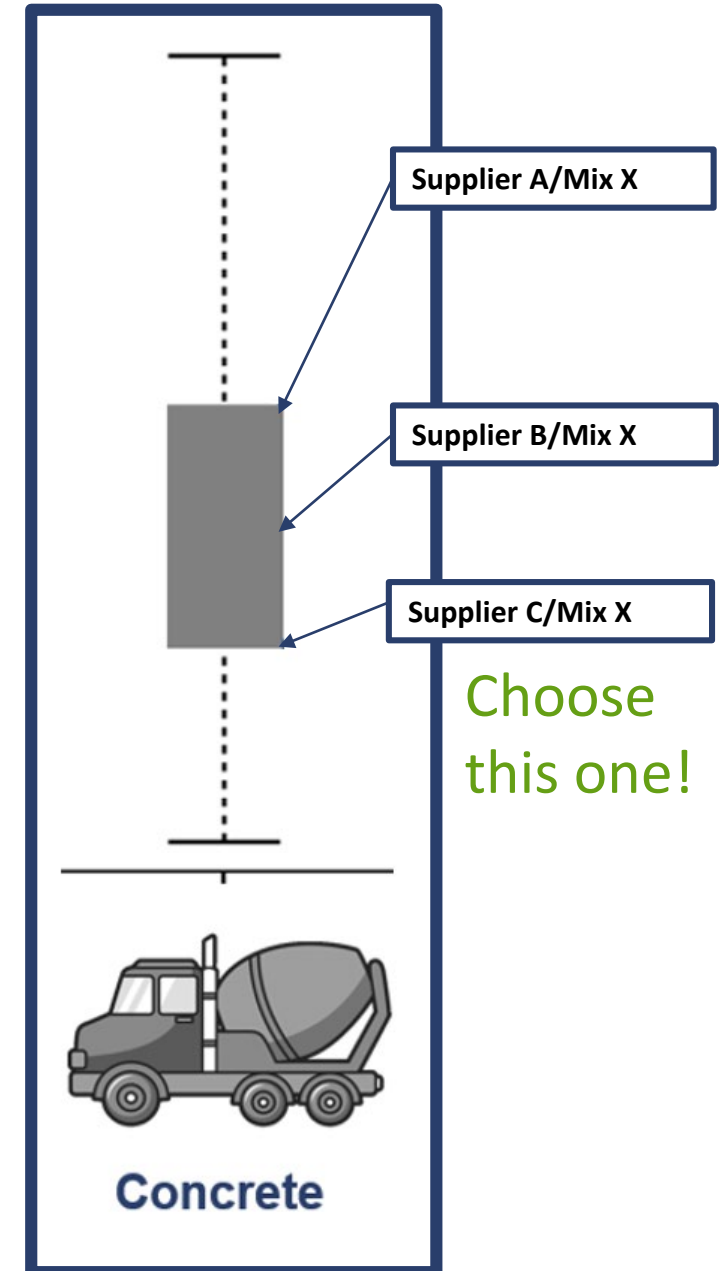 Supplier A/Mix X
Supplier B/Mix X
Supplier C/Mix X
Choose
this one!
Concrete